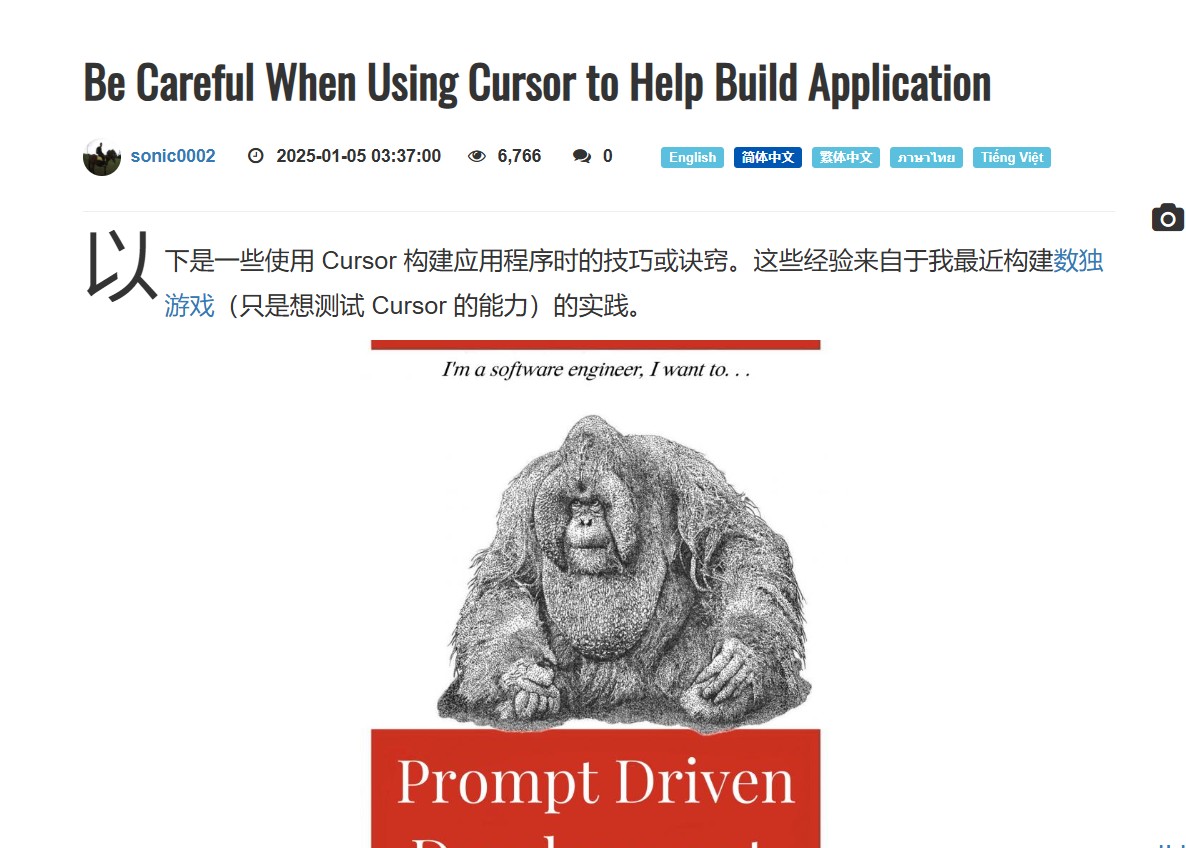 Be Careful When Using Cursor to Help Build Application
sonic0002 2025-01-05 03:37:00 6,766 0 English 简体中文 繁体中文 ภาษาไทย Tiếng Việt
以下是一些使用 Cursor 构建应用程序时的技巧或诀窍。这些经验来自于我最近构建数独
游戏（只是想测试 Cursor 的能力）的实践。
I'm a software engineer, I want to. . .
Prompt Driven